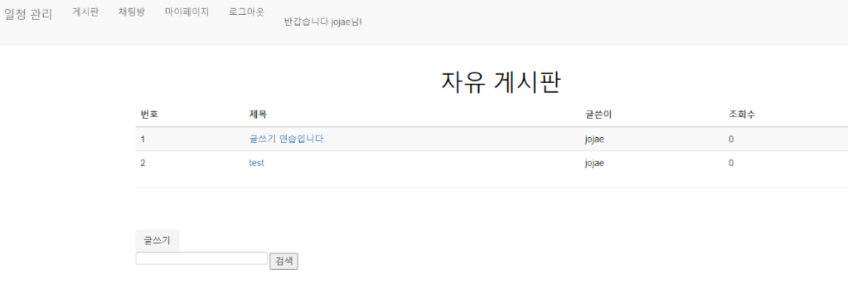 일정 관리 게시판 채팅방 마이페이지 로그아웃 반갑습니다 jojae님!
자유 게시판
번호 제목 글쓴이 조회수
1 글쓰기 연습입니다. jojae 0
2 test jojae 0
글쓰기
검색